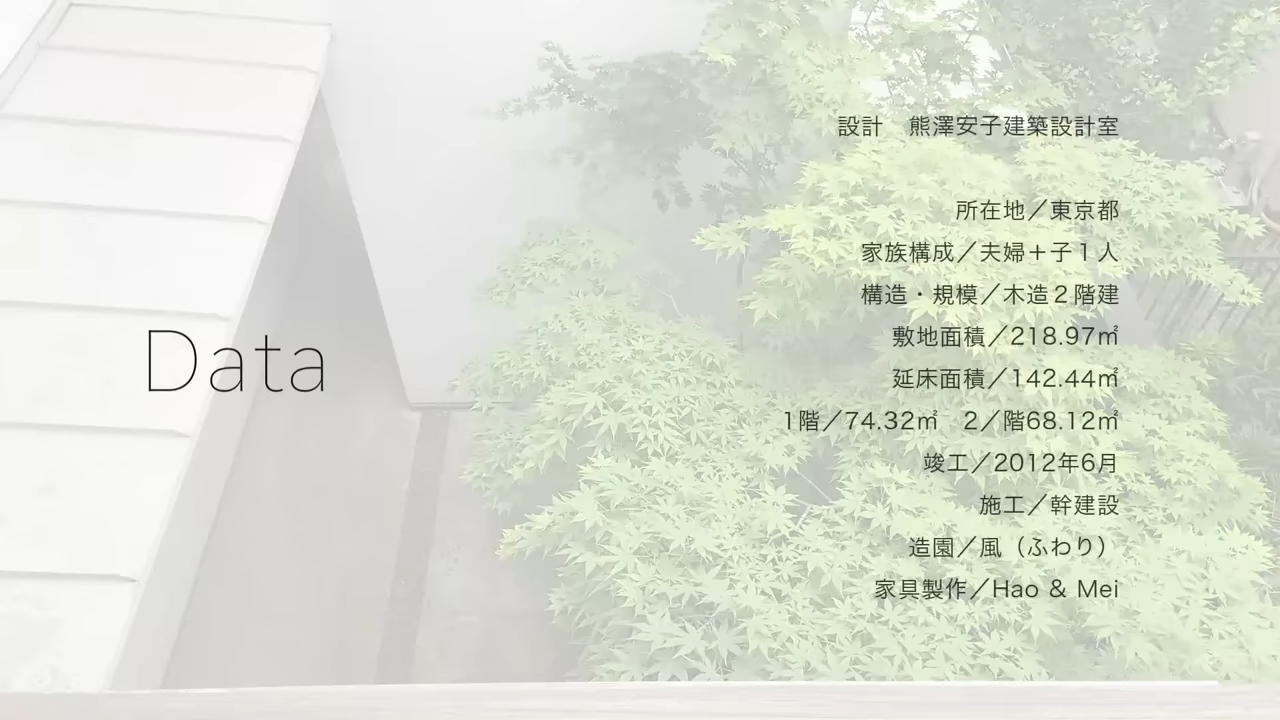 Data
設計　熊澤安子建築設計室
所在地／東京都
家族構成／夫婦＋子１人
構造・規模／木造２階建
敷地面積／218.97㎡
延床面積／142.44㎡
1階／74.32㎡　2／階68.12㎡
竣工／2012年6月
施工／幹建設
造園／風（ふわり）
家具製作／Hao & Mei